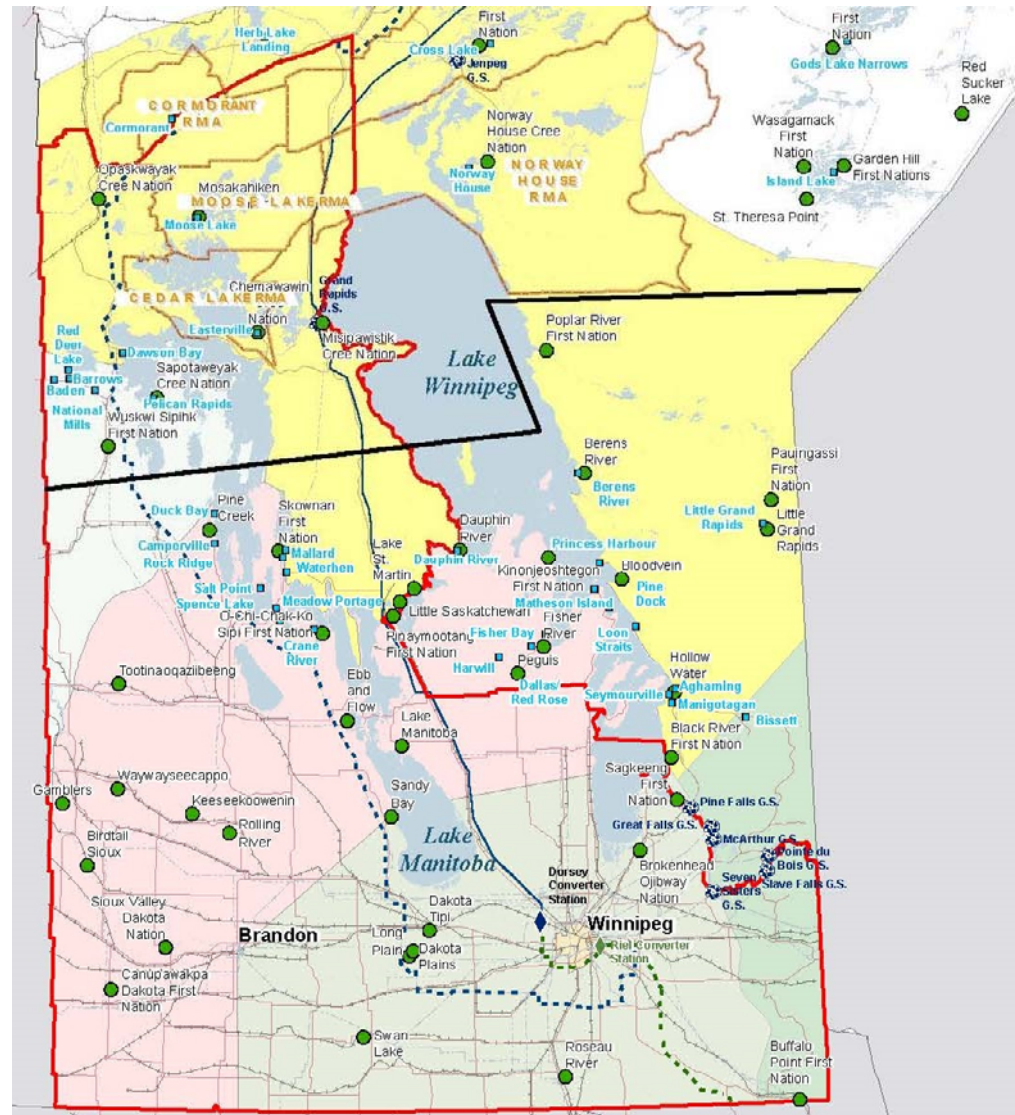 Herb Lake
Landing
First
Nation
Cross Lake
Jenpeg
G.S.
First
Nation
Gods Lake Narrows
Red
Sucker
Lake
CORMORANT
RMA
Cormorant
Norway
House Cree
Nation
Norway
House
NORWAY
HOUSE
RMA
Wasagamack
First
Nation
Garden Hill
First Nations
Island Lake
St. Theresa Point
Opaskwayak
Cree Nation
Mosakahiken
MOOSE LAKE RMA
Moose Lake
Chemawawin
Nation
CEDAR LAKE RMA
Easterville
Grand
Rapids
G.S.
Misipawistik
Cree Nation
Poplar River
First Nation
Lake
Winnipeg
Red
Deer
Lake
Dawson Bay
Barrows
Baden
Sapotaweyak
Cree Nation
Pelican Rapids
National
Mills
Wuskwi Sipihk
First Nation
Berens
River
Berens
River
Pauingassi
First
Nation
Little Grand
Rapids
Little
Grand
Rapids
Duck Bay
Pine
Creek
Skownan
First
Nation
Camperville
Rock Ridge
Mallard
Waterhen
Lake
St.
Martin
Dauphin
River
Dauphin River
Princess Harbour
Kinonjeoshtegon
First Nation
Bloodvein
Pine
Dock
Matheson Island
Salt Point
Spence Lake
Meadow Portage
O-Chi-Chak-Ko
Sipi First Nation
Crane
River
Little Saskatchewan
Pinaymootang
First Nation
Fisher
River
Fisher Bay
Harwill
Peguis
Dallas/
Red Rose
Loon
Straits
Hollow
Water
Aghaming
Seymourville
Manigotagan
Bissett
Black River
First Nation
Tootinaoqaziibeeng
Ebb
and
Flow
Lake
Manitoba
Sandy
Bay
Lake
Manitoba
Sagkeeng
First
Nation
Pine Falls G.S.
Great Falls G.S.
McArthur G.S.
Pointe du
Bois G.S.
Slave Falls G.S.
Seven
Sisters
G.S.
Brokenhead
Ojibway
Nation
Gamblers
Waywayseecappo
Keeseekoowenin
Rolling
River
Birdtail
Sioux
Sioux Valley
Dakota
Nation
Canupawakpa
Dakota First
Nation
Brandon
Dakota
Tipi
Long
Plain
Dakota
Plains
Dorsey
Converter
Station
Winnipeg
Riel Converter
Station
Swan
Lake
Roseau
River
Buffalo
Point First
Nation